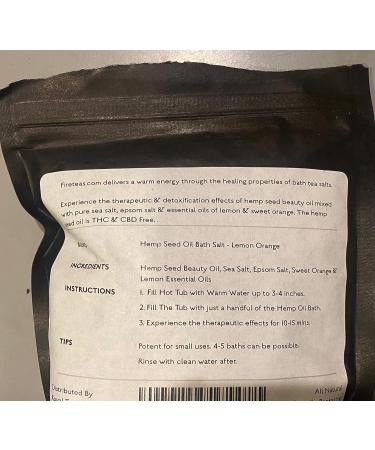 Fireteas.com delivers a warm energy through the healing properties of bath tea salts.
Experience the therapeutic & detoxification effects of hemp seed beauty oil mixed
with pure sea salt, epsom salt & essential oils of lemon & sweet orange. The hemp
seed oil is THC & CBD Free.
Hemp Seed Oil Bath Salt - Lemon Orange
INGREDIENTS Hemp Seed Beauty Oil, Sea Salt, Epsom Salt, Sweet Orange &
Lemon Essential Oils
INSTRUCTIONS 1. Fill Hot Tub with Warm Water up to 3-4 inches.
2. Fill The Tub with just a handful of the Hemp Oil Bath.
3. Experience the therapeutic effects for 10-15 mins.
TIPS Potent for small uses. 4-5 baths can be possible.
Rinse with clean water after.
Distributed By All Natural